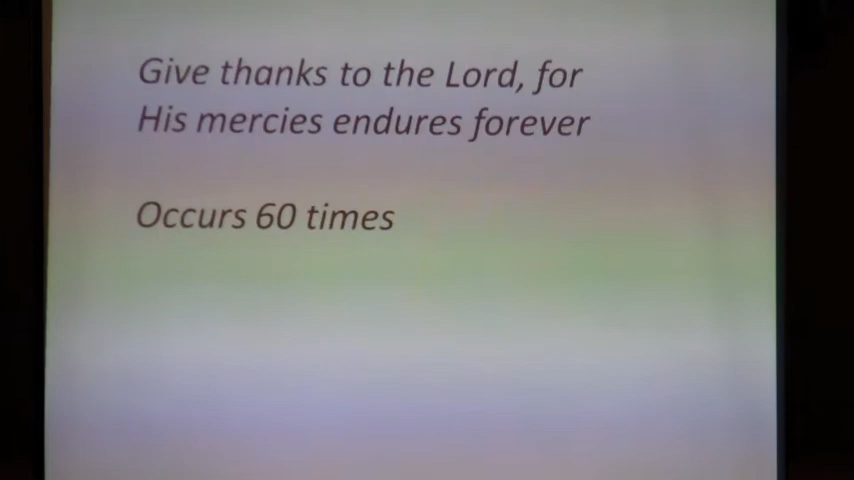 Give thanks to the Lord, for
His mercies endures forever
Occurs 60 times